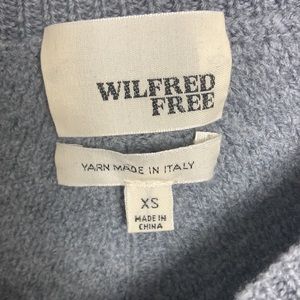 WILFRED
FREE
YARN MADE IN ITALY
XS
MADE IN
CHINA